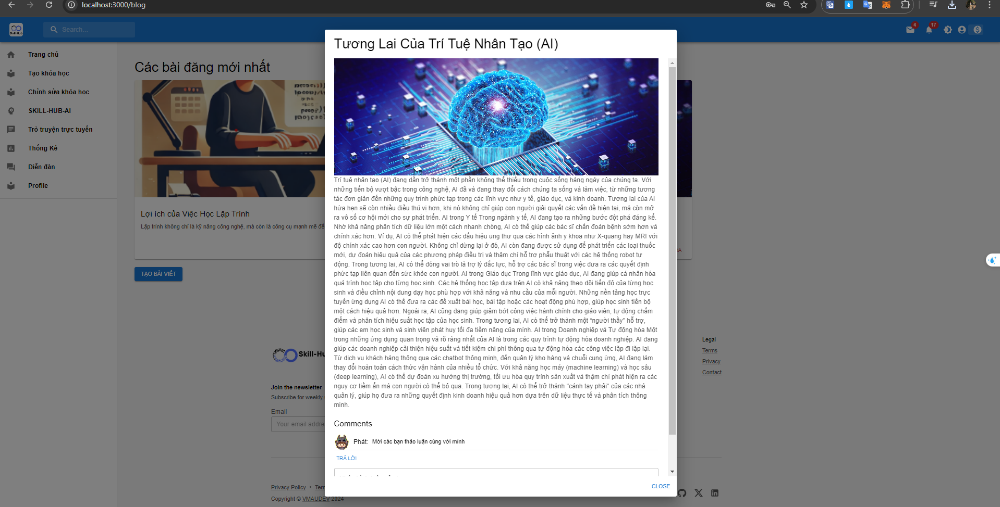 localhost:3000/blog
Skill-Hub
Search...
4
17
Trang chủ
Tạo khóa học
Chỉnh sửa khóa học
SKILL-HUB-AI
Trò truyện trực tuyến
Thống Kê
Diễn đàn
Profile
Các bài đăng mới nhất
Lợi ích của Việc Học Lập Trình
Lập trình không chỉ là kỹ năng công nghệ, mà còn là công cụ mạnh mẽ để
TẠO BÀI VIẾT
Tương Lai Của Trí Tuệ Nhân Tạo (AI)
Trí tuệ nhân tạo (AI) đang dần trở thành một phần không thể thiếu trong cuộc sống hàng ngày của chúng ta. Với
những tiến bộ vượt bậc trong công nghệ, AI đã và đang thay đổi cách chúng ta sống và làm việc, từ những tương
tác đơn giản đến những quy trình phức tạp trong các lĩnh vực như y tế, giáo dục, và kinh doanh. Tương lai của AI
hứa hẹn sẽ còn nhiều điều thú vị hơn, khi nó không chỉ giúp con người giải quyết các vấn đề hiện tại, mà còn mở
ra vô số cơ hội mới cho sự phát triển. AI trong Y tế Trong ngành y tế, AI đang tạo ra những bước đột phá đáng kể.
Nhờ khả năng phân tích dữ liệu lớn một cách nhanh chóng, AI có thể giúp các bác sĩ chẩn đoán bệnh sớm hơn và
chính xác hơn. Ví dụ, AI có thể phát hiện các dấu hiệu ung thư qua các hình ảnh y khoa như X-quang hay MRI với
độ chính xác cao hơn con người. Không chỉ dừng lại ở đó, AI còn đang được sử dụng để phát triển các loại thuốc
mới, dự đoán hiệu quả của các phương pháp điều trị và thậm chí hỗ trợ phẫu thuật với các hệ thống robot tự
động. Trong tương lai, AI có thể đóng vai trò là trợ lý đắc lực, hỗ trợ các bác sĩ trong việc đưa ra các quyết định
phức tạp liên quan đến sức khỏe con người. AI trong Giáo dục Trong lĩnh vực giáo dục, AI đang giúp cá nhân hóa
quá trình học tập cho từng học sinh. Các hệ thống học tập dựa trên AI có khả năng theo dõi tiến độ của từng học
sinh và điều chỉnh nội dung dạy học phù hợp với khả năng và nhu cầu của mỗi người. Những nền tảng học trực
tuyến ứng dụng AI có thể đưa ra các đề xuất bài học, bài tập hoặc các hoạt động phù hợp, giúp học sinh tiến bộ
một cách hiệu quả hơn. Ngoài ra, AI cũng đang giúp giảm bớt công việc hành chính cho giáo viên, tự động chấm
điểm và phân tích hiệu suất học tập của học sinh. Trong tương lai, AI có thể trở thành một “người thầy” hỗ trợ,
giúp các em học sinh và sinh viên phát huy tối đa tiềm năng của mình. AI trong Doanh nghiệp và Tự động hóa Một
trong những ứng dụng quan trọng và rõ ràng nhất của AI là trong các quy trình tự động hóa doanh nghiệp. AI đang
giúp các doanh nghiệp cải thiện hiệu suất và tiết kiệm chi phí thông qua tự động hóa các công việc lặp đi lặp lại.
Từ dịch vụ khách hàng thông qua các chatbot thông minh, đến quản lý kho hàng và chuỗi cung ứng, AI đang làm
thay đổi hoàn toàn cách thức vận hành của nhiều tổ chức. Với khả năng học máy (machine learning) và học sâu
(deep learning), AI có thể dự đoán xu hướng thị trường, tối ưu hóa quy trình sản xuất và thậm chí phát hiện ra các
nguy cơ tiềm ẩn mà con người có thể bỏ qua. Trong tương lai, AI có thể trở thành "cánh tay phải" của các nhà
quản lý, giúp họ đưa ra những quyết định kinh doanh hiệu quả hơn dựa trên dữ liệu thực tế và phân tích thông
minh.
Comments
Phát: Mời các bạn thảo luận cùng với mình
TRẢ LỜI
CLOSE
Skill-Hu
Join the newsletter
Subscribe for weekly
Email
Your email addre
Legal
Terms
Privacy
Contact
Privacy Policy • Terr
Copyright © VMAUDEV 2024